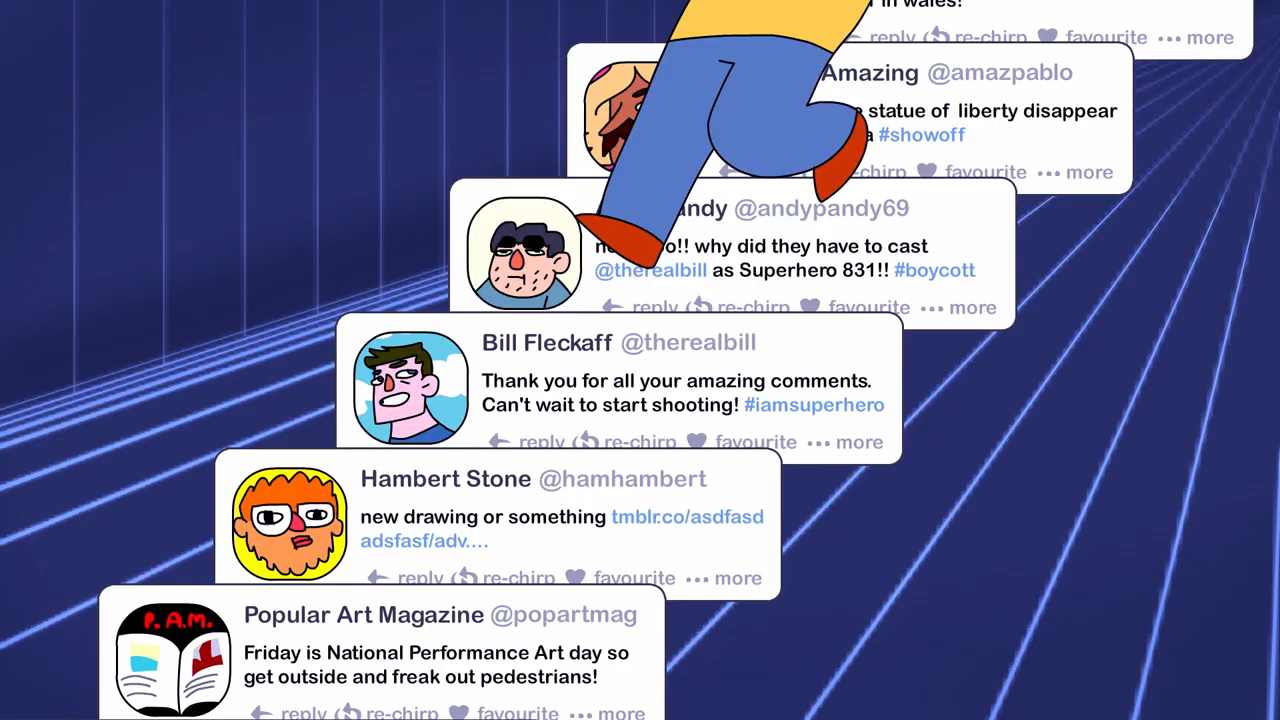 in wales!
reply re-chirp favourite ••• more
Amazing @amazpablo
statue of liberty disappear
#showoff
favourite ••• more
@andypandy69
why did they have to cast
@therealbill as Superhero 831!! #boycott
reply re-chirp favourite ••• more
Bill Fleckaff @therealbill
Thank you for all your amazing comments.
Can't wait to start shooting! #iamsuperhero
reply re-chirp favourite ••• more
Hambert Stone @hamhambert
new drawing or something tmblr.co/asdfasd
adsfasf/adv....
reply re-chirp favourite ••• more
P.A.M.
Popular Art Magazine @popartmag
Friday is National Performance Art day so
get outside and freak out pedestrians!
reply re-chirp favourite ••• more